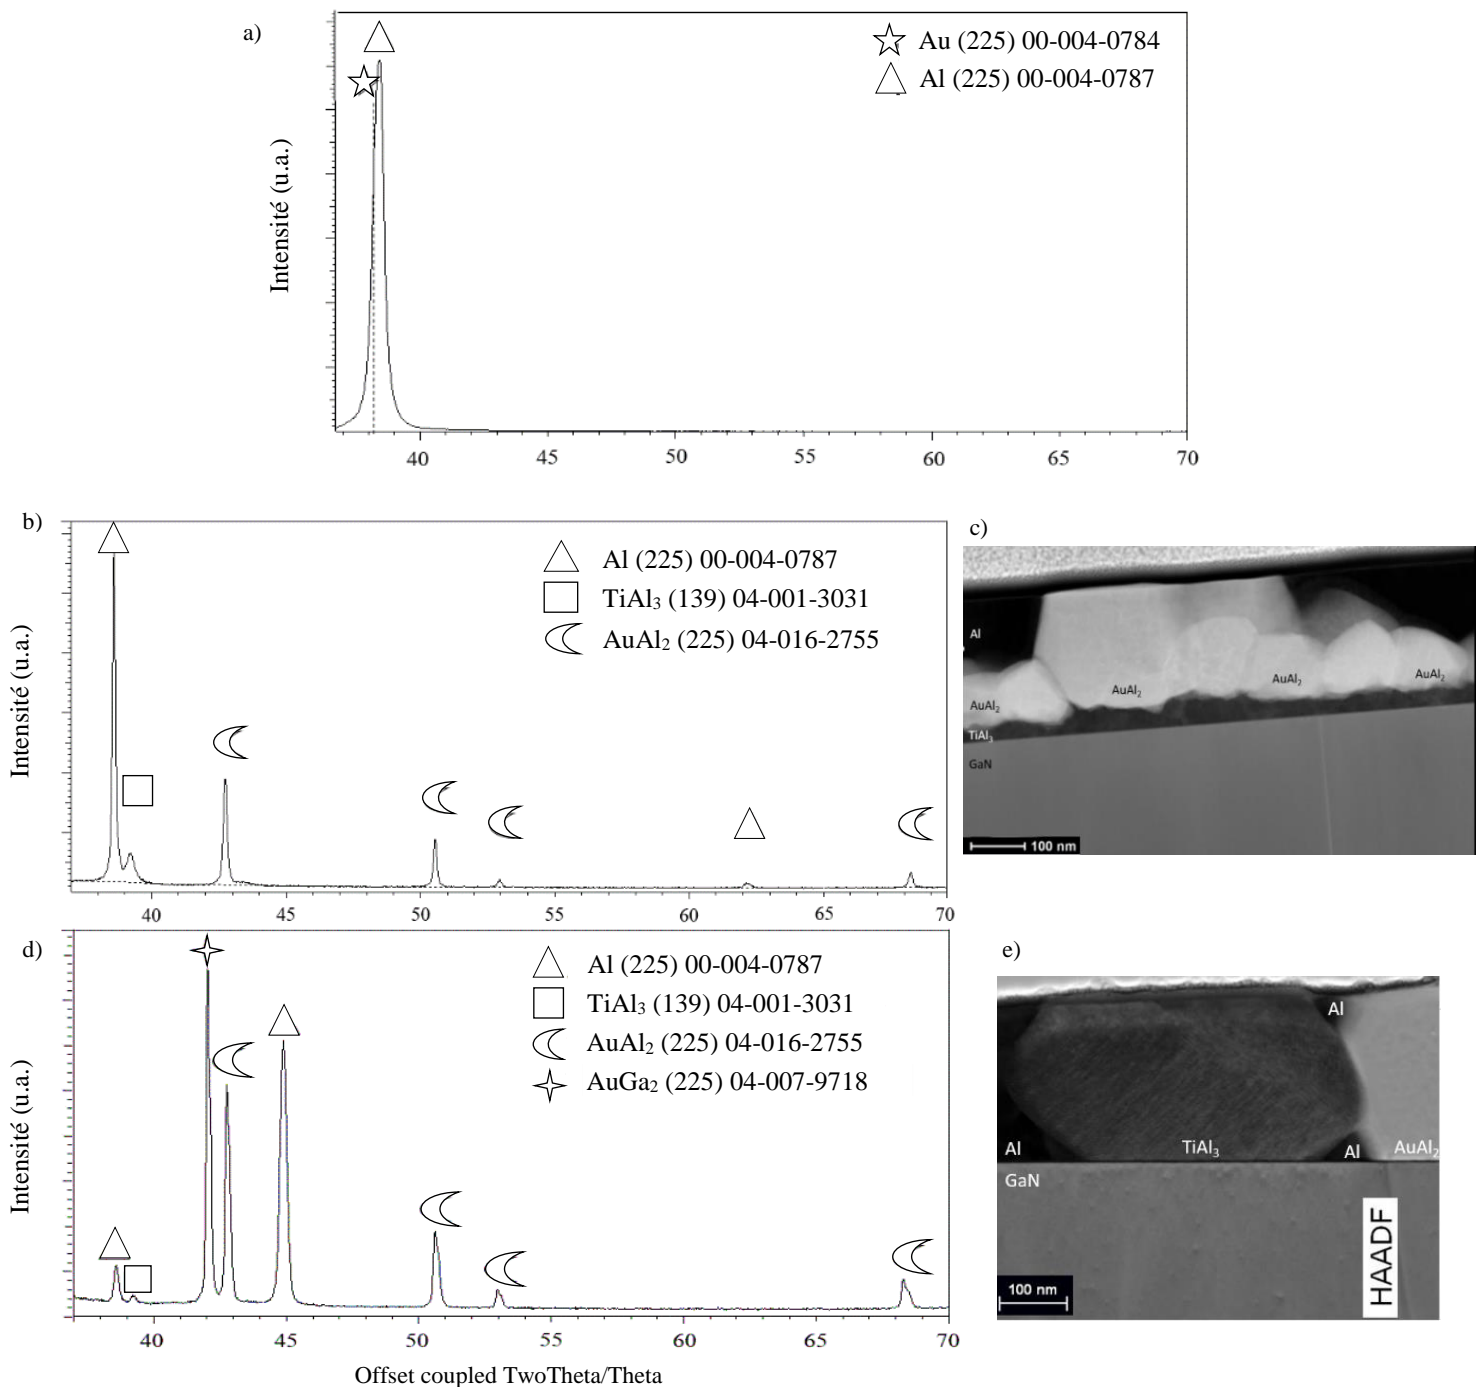 a)
Au (225) 00-004-0784
Al (225) 00-004-0787
Intensité (u.a.)
40 45 50 55 60 65 70
b)
Al (225) 00-004-0787
TiAl₃ (139) 04-001-3031
AuAl₂ (225) 04-016-2755
Intensité (u.a.)
40 45 50 55 60 65 70
c)
Al
AuAl₂
AuAl₂
AuAl₂
AuAl₂
TiAl₃
GaN
100 nm
d)
Al (225) 00-004-0787
TiAl₃ (139) 04-001-3031
AuAl₂ (225) 04-016-2755
AuGa₂ (225) 04-007-9718
Intensité (u.a.)
40 45 50 55 60 65 70
Offset coupled TwoTheta/Theta
e)
Al
Al TiAl₃ Al AuAl₂
GaN
HAADF
100 nm